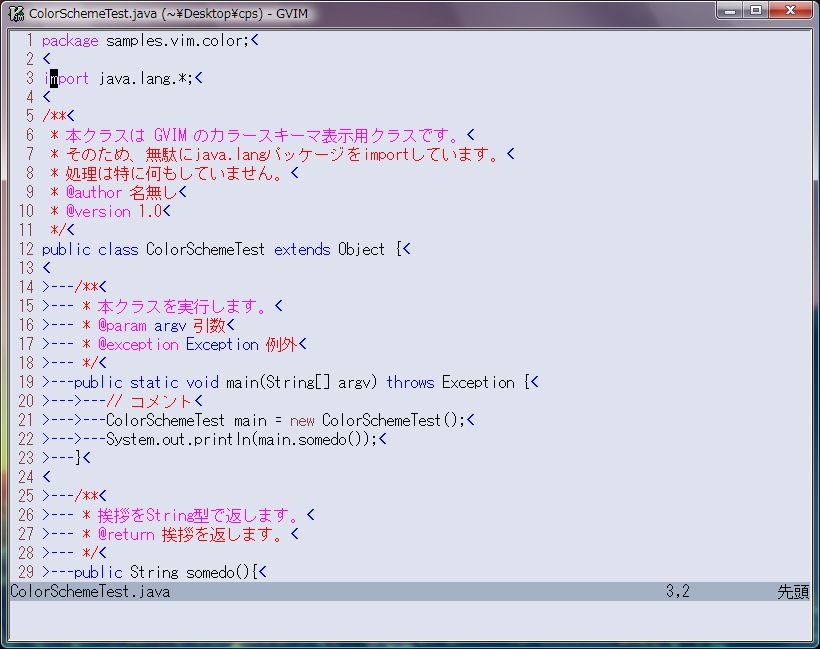 ColorSchemeTest.java (~¥Desktop¥cps) - GVIM
1 package samples.vim.color;<
2 <
3 import java.lang.*;<
4 <
5 /**<
6  * 本クラスは GVIM のカラースキーマ表示用クラスです。<
7  * そのため、無駄にjava.langパッケージをimportしています。<
8  * 処理は特に何もしていません。<
9  * @author 名無し<
10  * @version 1.0<
11  */<
12 public class ColorSchemeTest extends Object {<
13 <
14 >---/**<
15 >--- * 本クラスを実行します。<
16 >--- * @param argv 引数<
17 >--- * @exception Exception 例外<
18 >--- */<
19 >---public static void main(String[] argv) throws Exception {<
20 >--->---// コメント<
21 >--->---ColorSchemeTest main = new ColorSchemeTest();<
22 >--->---System.out.println(main.somedo());<
23 >---}<
24 <
25 >---/**<
26 >--- * 挨拶をString型で返します。<
27 >--- * @return 挨拶を返します。<
28 >--- */<
29 >---public String somedo(){<
ColorSchemeTest.java 3,2 先頭